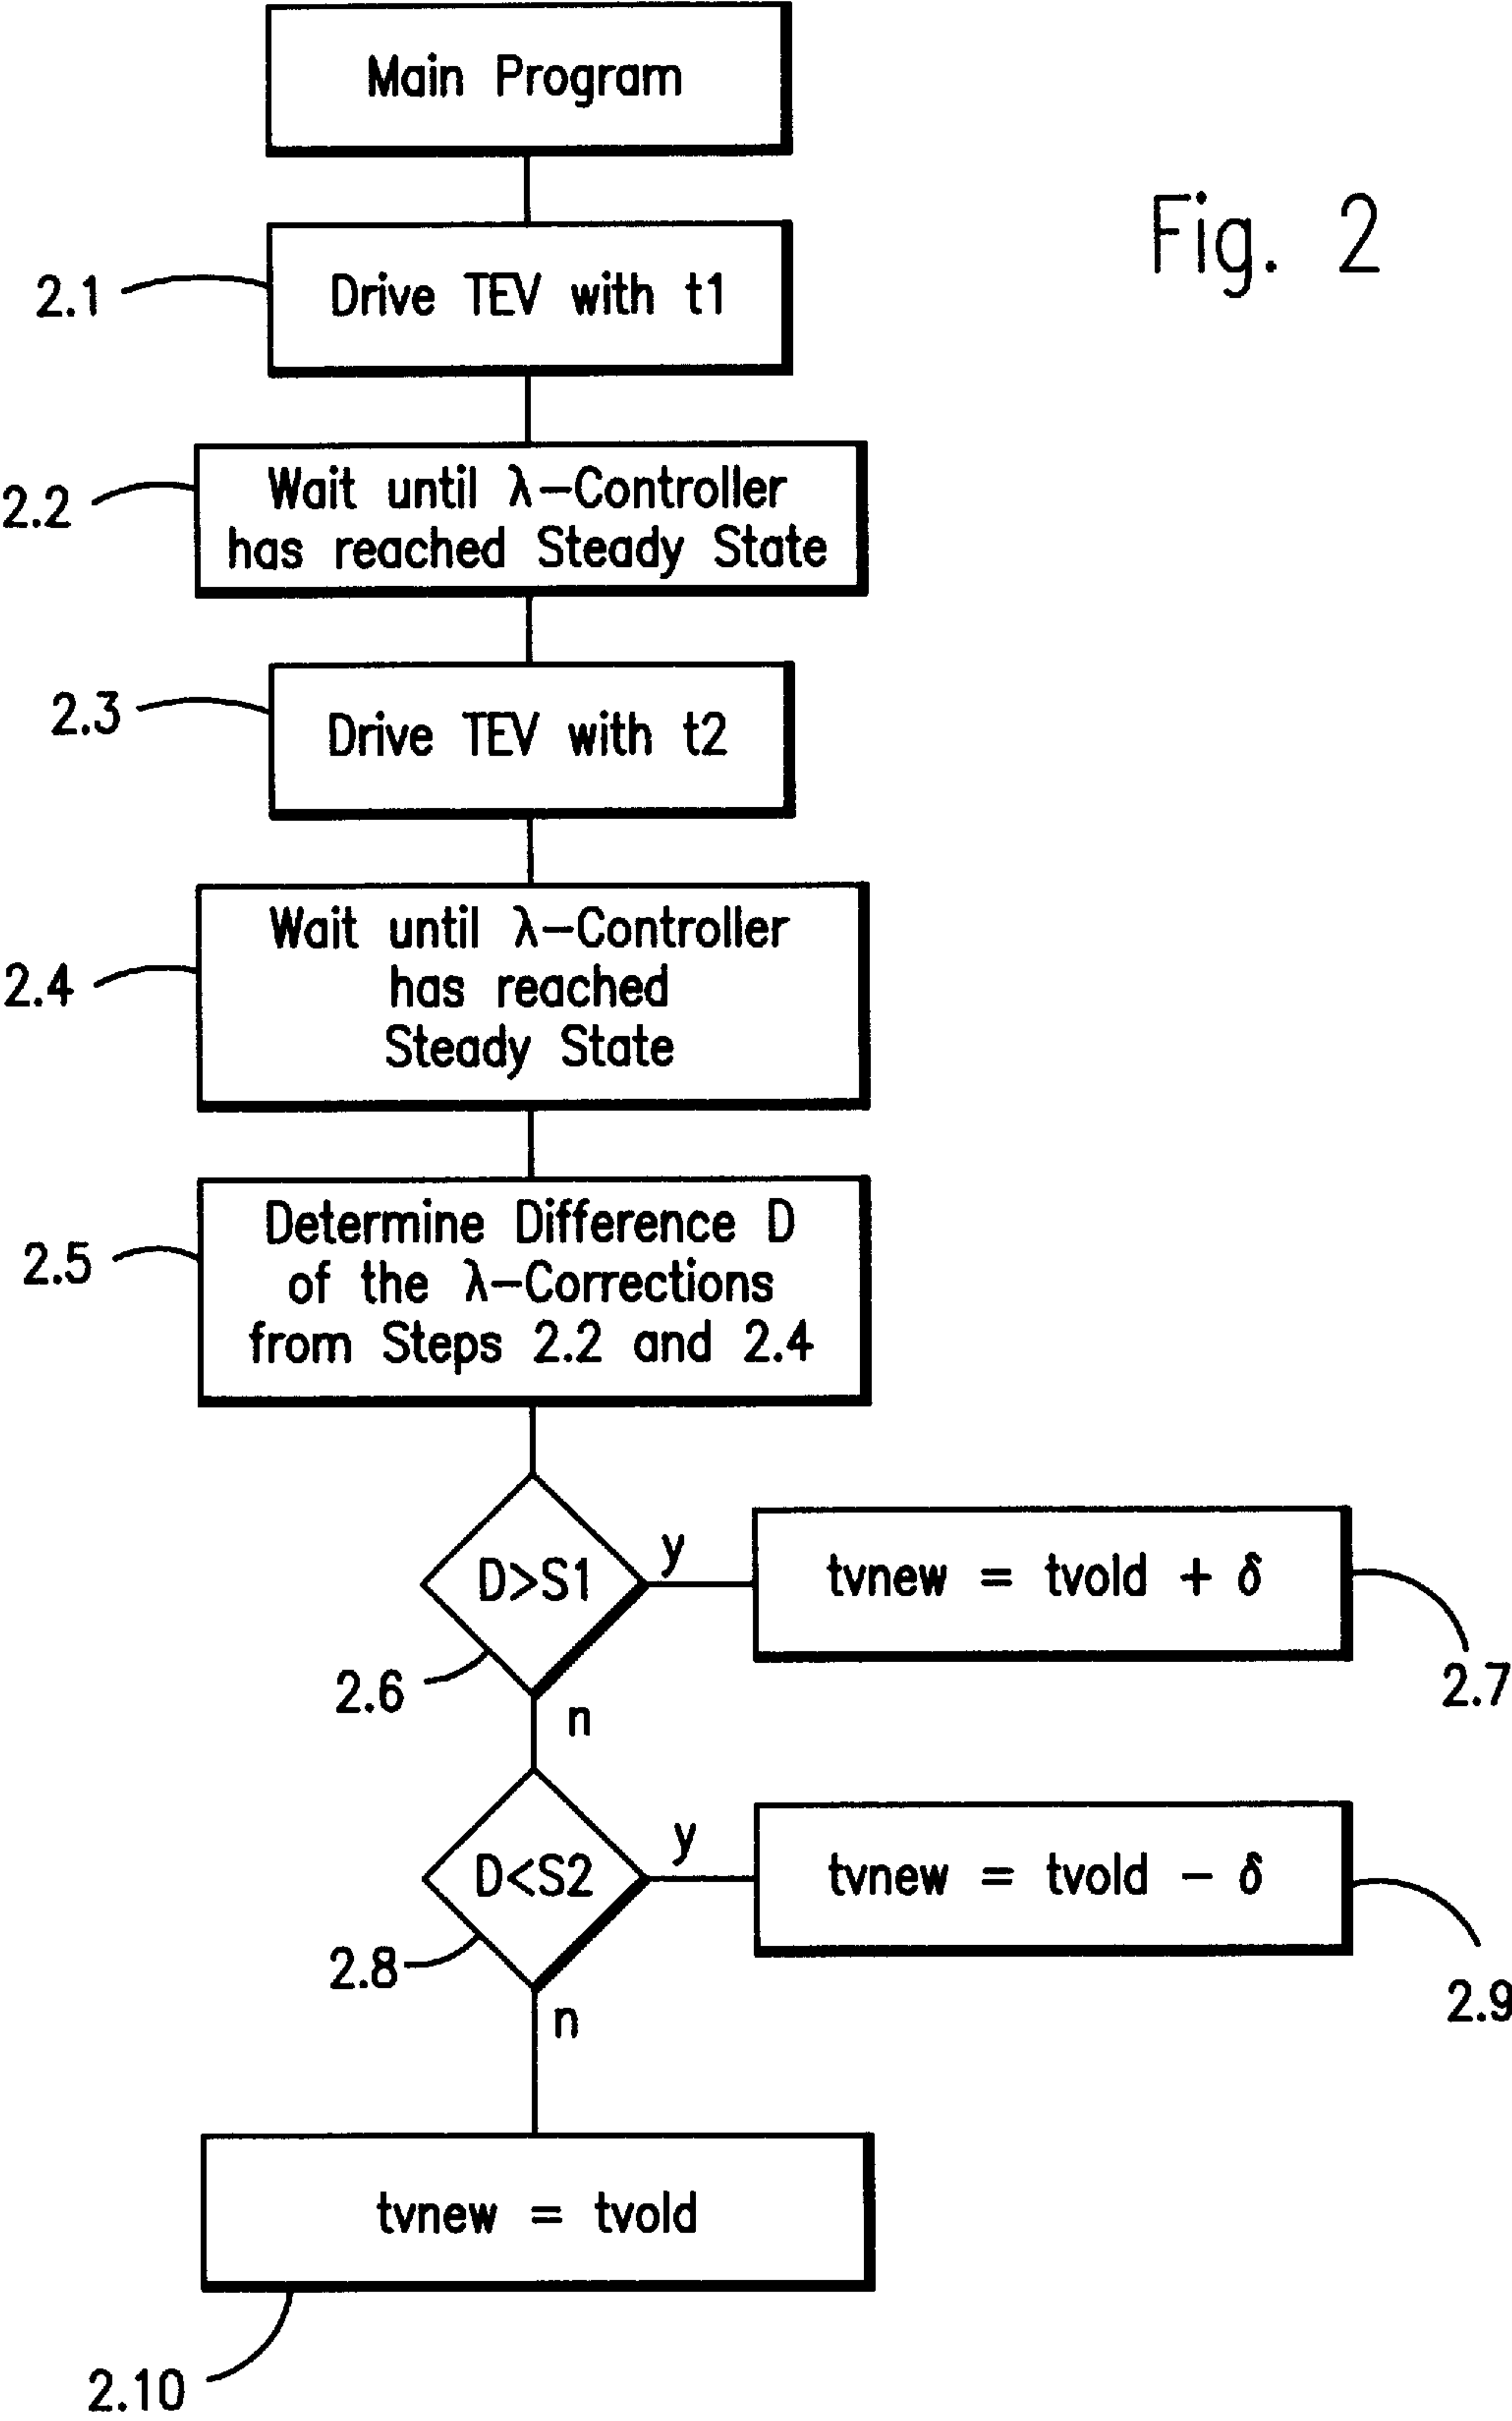 Main Program
Fig. 2
2.1
Drive TEV with t1
2.2
Wait until λ-Controller
has reached Steady State
2.3
Drive TEV with t2
2.4
Wait until λ-Controller
has reached
Steady State
2.5
Determine Difference D
of the λ-Corrections
from Steps 2.2 and 2.4
D>S1
y
tvnew = tvold + δ
2.6
n
2.7
D<S2
y
tvnew = tvold - δ
2.8
n
2.9
tvnew = tvold
2.10